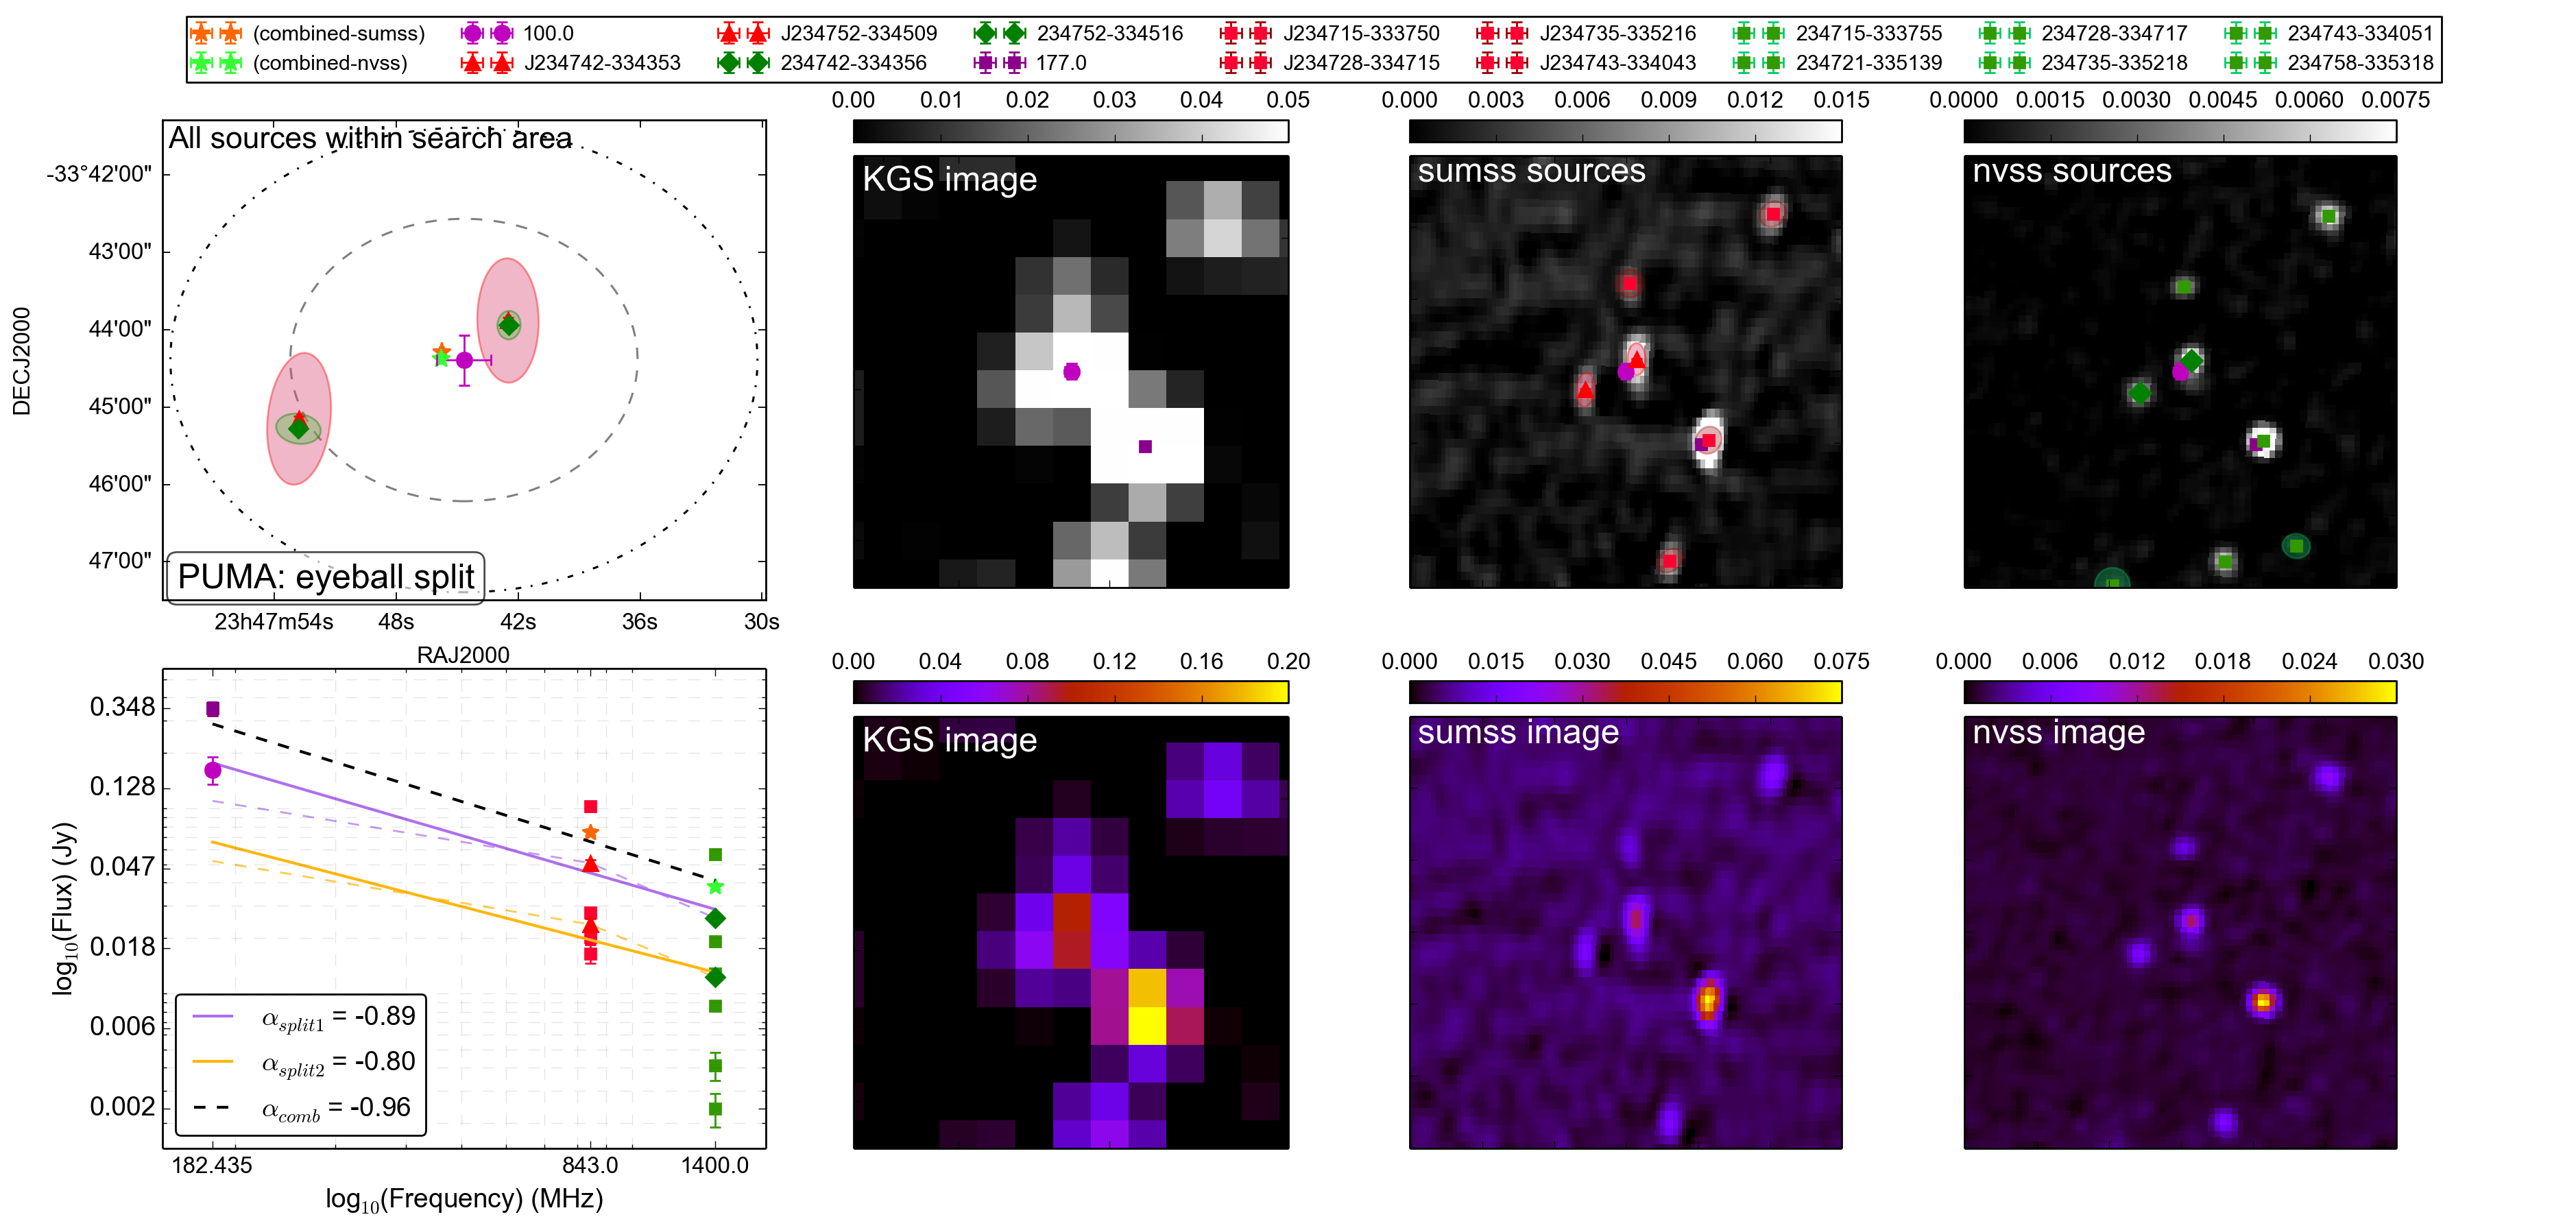 (combined-sumss) 100.0 J234752-334509 234752-334516 J234715-333750 J234735-335216 234715-333755 234728-334717 234743-334051
(combined-nvss) J234742-334353 234742-334356 177.0 J234728-334715 J234743-334043 234721-335139 234735-335218 234758-335318
All sources within search area
-33°42'00"
43'00"
44'00"
45'00"
46'00"
47'00"
DECJ2000
PUMA: eyeball split
23h47m54s 48s 42s 36s 30s
RAJ2000
0.00 0.01 0.02 0.03 0.04 0.05
KGS image
0.000 0.003 0.006 0.009 0.012 0.015
sumss sources
0.0000 0.0015 0.0030 0.0045 0.0060 0.0075
nvss sources
0.348
0.128
0.047
0.018
0.006
0.002
log10(Flux) (Jy)
αsplit1 = -0.89
αsplit2 = -0.80
αcomb = -0.96
182.435 843.0 1400.0
log10(Frequency) (MHz)
0.00 0.04 0.08 0.12 0.16 0.20
KGS image
0.000 0.015 0.030 0.045 0.060 0.075
sumss image
0.000 0.006 0.012 0.018 0.024 0.030
nvss image